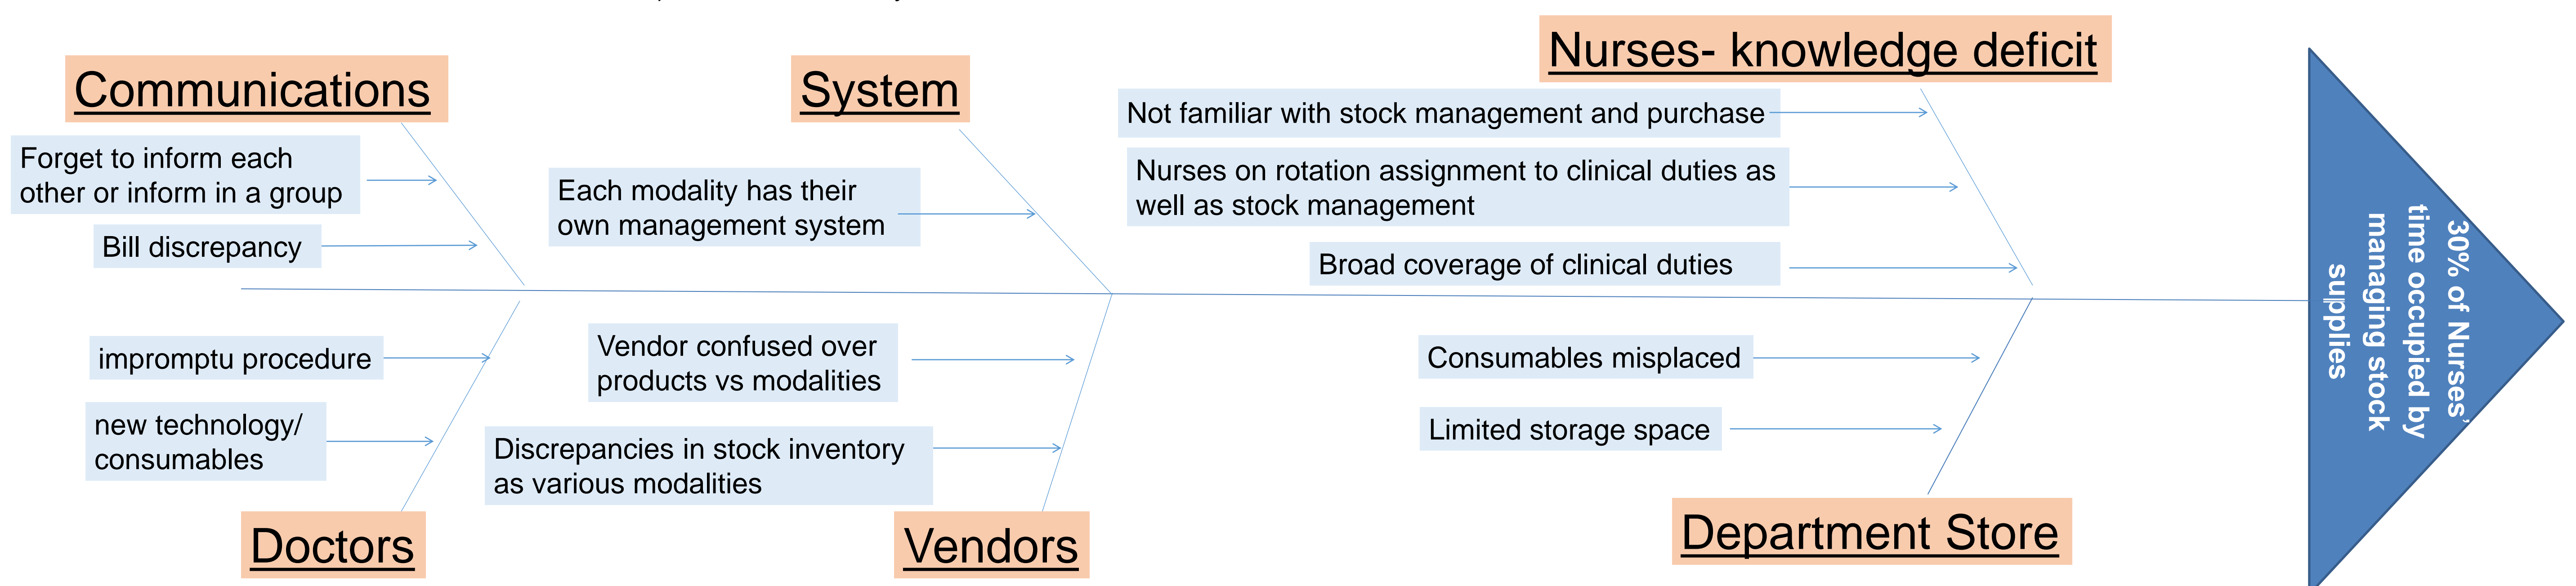 Nurses- knowledge deficit
Communications
System
Not familiar with stock management and purchase
Forget to inform each
other or inform in a group
Nurses on rotation assignment to clinical duties as
well as stock management
Each modality has their
own management system
Bill discrepancy
Broad coverage of clinical duties
30% of Nurses’
time occupied by
managing stock
supplies
impromptu procedure
Vendor confused over
products vs modalities
Consumables misplaced
new technology/
consumables
Discrepancies in stock inventory
as various modalities
Limited storage space
Doctors
Vendors
Department Store